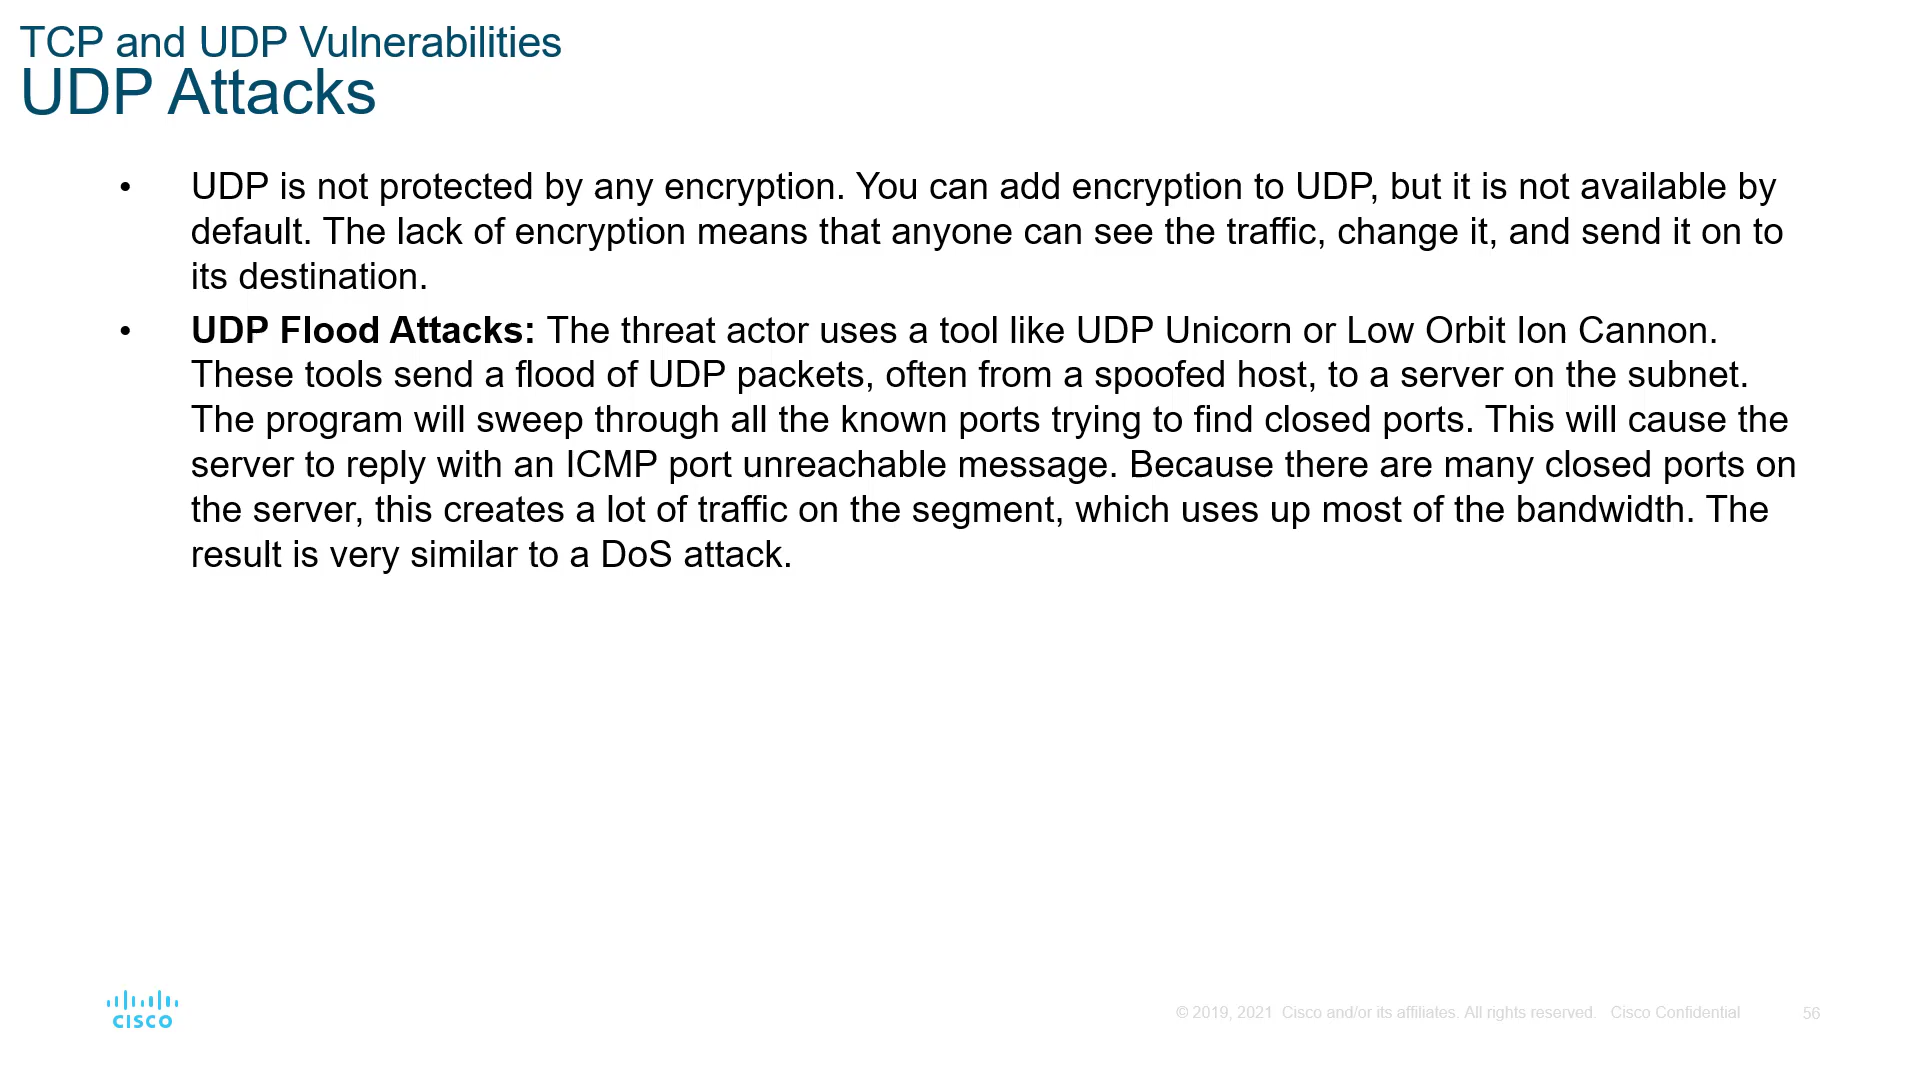 TCP and UDP Vulnerabilities
UDP Attacks
• UDP is not protected by any encryption. You can add encryption to UDP, but it is not available by
default. The lack of encryption means that anyone can see the traffic, change it, and send it on to
its destination.
• UDP Flood Attacks: The threat actor uses a tool like UDP Unicorn or Low Orbit Ion Cannon.
These tools send a flood of UDP packets, often from a spoofed host, to a server on the subnet.
The program will sweep through all the known ports trying to find closed ports. This will cause the
server to reply with an ICMP port unreachable message. Because there are many closed ports on
the server, this creates a lot of traffic on the segment, which uses up most of the bandwidth. The
result is very similar to a DoS attack.
CISCO
© 2019, 2021 Cisco and/or its affiliates. All rights reserved. Cisco Confidential 56